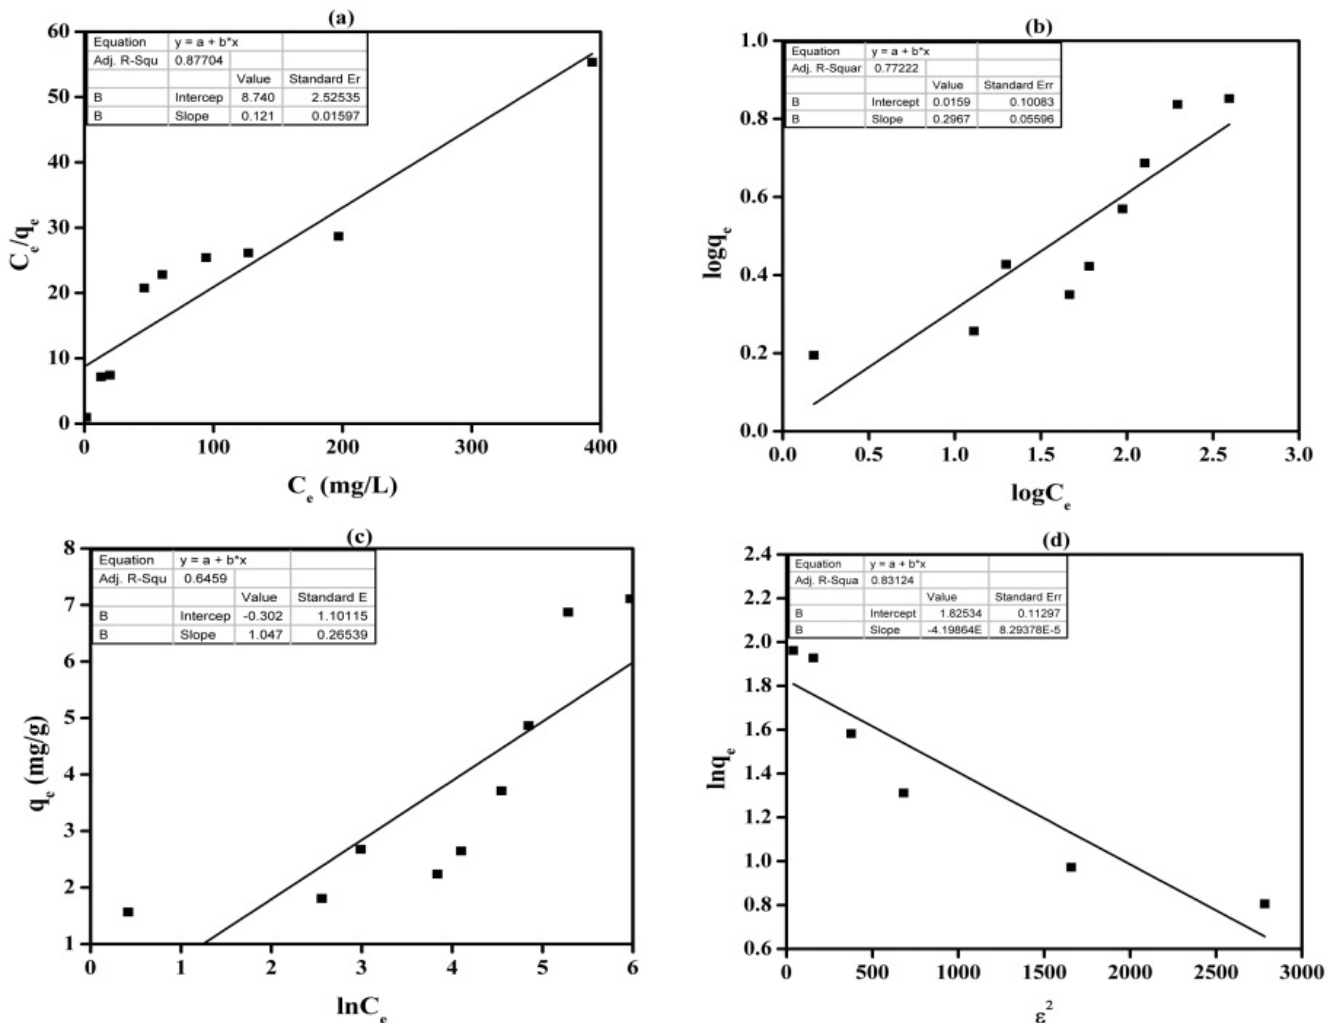 (a)
Equation y = a + b*x
Adj. R-Squ 0.87704
Value Standard Er
B Intercep 8.740 2.52535
B Slope 0.121 0.01597
60
50
40
30
20
10
0
C_e/q_e
0 100 200 300 400
C_e (mg/L)
(b)
Equation y = a + b*x
Adj. R-Squar 0.77222
Value Standard Err
B Intercept 0.0159 0.10083
B Slope 0.2967 0.05596
1.0
0.8
0.6
0.4
0.2
0.0
logq_e
0.0 0.5 1.0 1.5 2.0 2.5 3.0
logC_e
(c)
Equation y = a + b*x
Adj. R-Squ 0.6459
Value Standard E
B Intercep -0.302 1.10115
B Slope 1.047 0.26539
8
7
6
5
4
3
2
1
q_e (mg/g)
0 1 2 3 4 5 6
lnC_e
(d)
Equation y = a + b*x
Adj. R-Squa 0.83124
Value Standard Err
B Intercept 1.82534 0.11297
B Slope -4.19864E 8.29378E-5
2.4
2.2
2.0
1.8
1.6
1.4
1.2
1.0
0.8
0.6
lnq_e
0 500 1000 1500 2000 2500 3000
ε²